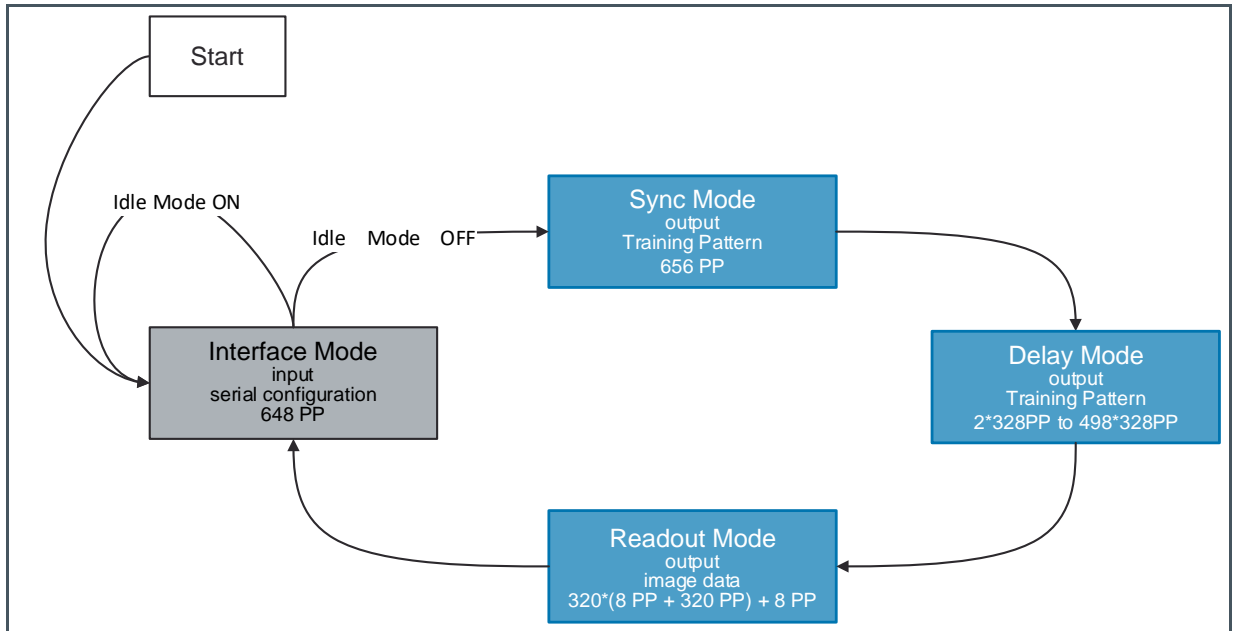 Start
Idle Mode ON
Idle Mode OFF
Sync Mode
output
Training Pattern
656 PP
Interface Mode
input
serial configuration
648 PP
Delay Mode
output
Training Pattern
2*328PP to 498*328PP
Readout Mode
output
image data
320*(8 PP + 320 PP) + 8 PP